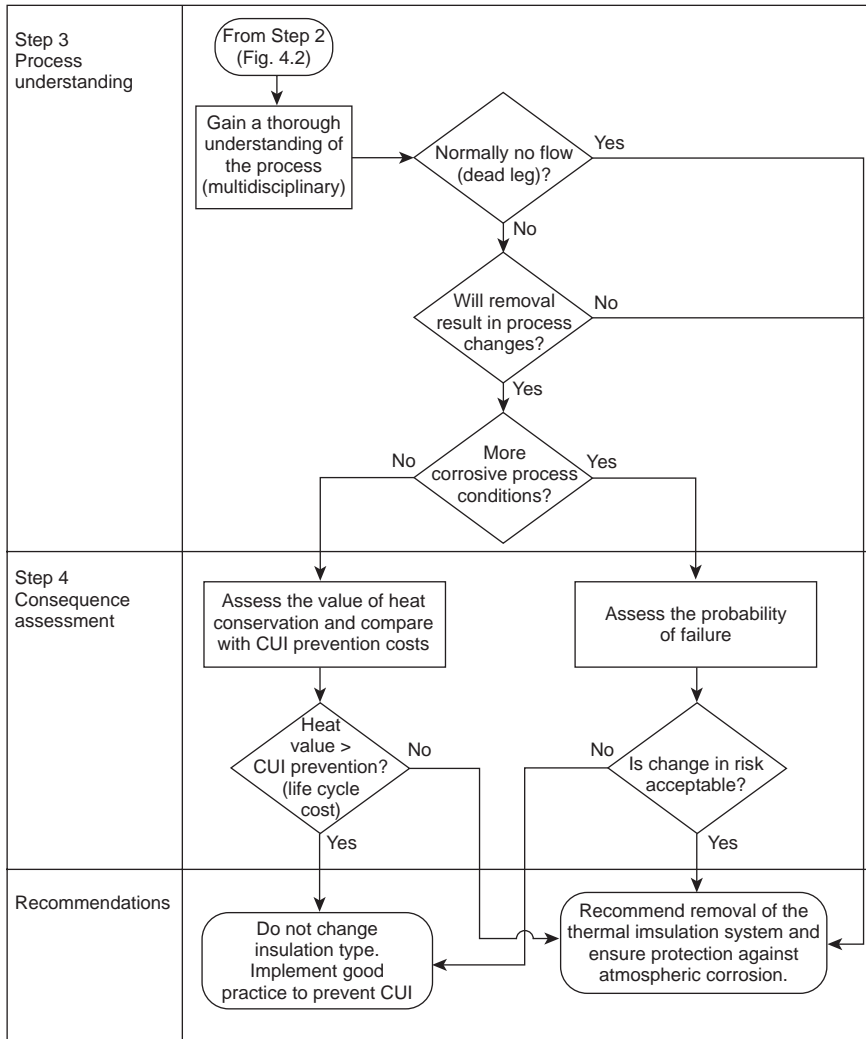 Step 3
Process
understanding
From Step 2
(Fig. 4.2)
Gain a thorough
understanding of
the process
(multidisciplinary)
Normally no flow
(dead leg)?
Yes
No
Will removal
result in process
changes?
No
Yes
More
corrosive process
conditions?
No
Yes
Step 4
Consequence
assessment
Assess the value of heat
conservation and compare
with CUI prevention costs
Assess the probability
of failure
Heat
value >
CUI prevention?
(life cycle
cost)
No
Yes
Is change in risk
acceptable?
No
Yes
Recommendations
Do not change
insulation type.
Implement good
practice to prevent CUI
Recommend removal of the
thermal insulation system and
ensure protection against
atmospheric corrosion.